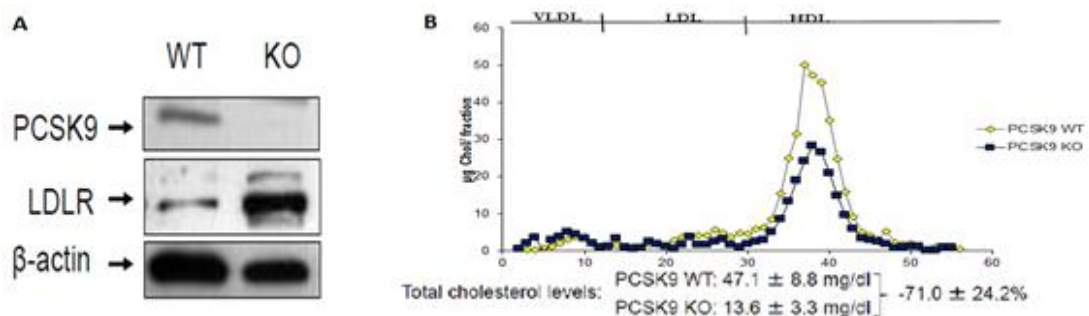 A
WT KO
PCSK9 →
LDLR →
β-actin →
B
VLDL LDL HDL
µg Chol/ fraction
60
50
40
30
20
10
0
0 10 20 30 40 50 60
PCSK9 WT
PCSK9 KO
Total cholesterol levels:
PCSK9 WT: 47.1 ± 8.8 mg/dl
PCSK9 KO: 13.6 ± 3.3 mg/dl
-71.0 ± 24.2%